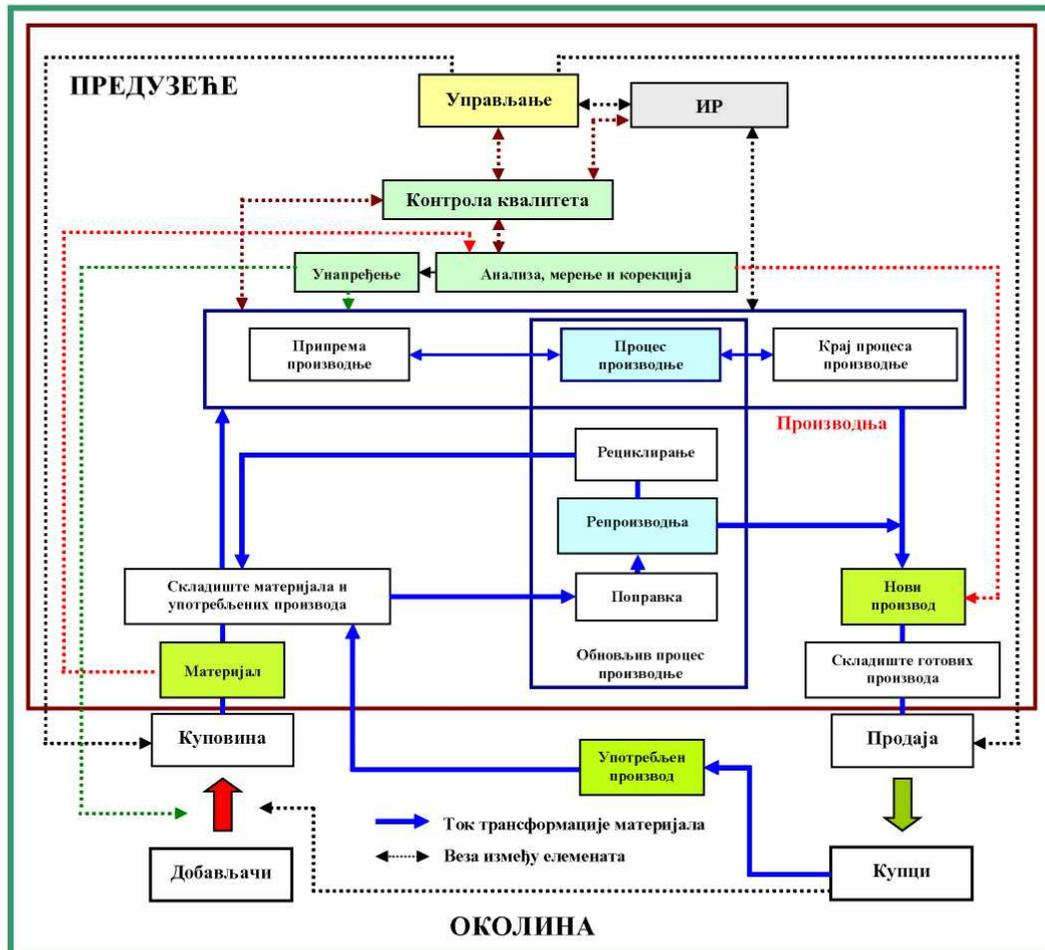 ПРЕДУЗЕЋЕ
Управљање
ИР
Контрола квалитета
Унапређење
Анализа, мерење и корекција
Припрема
производње
Процес
производње
Крај процеса
производње
Производња
Рециклирање
Репроизводња
Складиште материјала и
употребљених производа
Поправка
Нови
производ
Обновљив процес
производње
Материјал
Складиште готових
производа
Куповина
Продаја
Употребљен
производ
Ток трансформације материјала
Веза између елемената
Добављачи
Купци
ОКОЛИНА